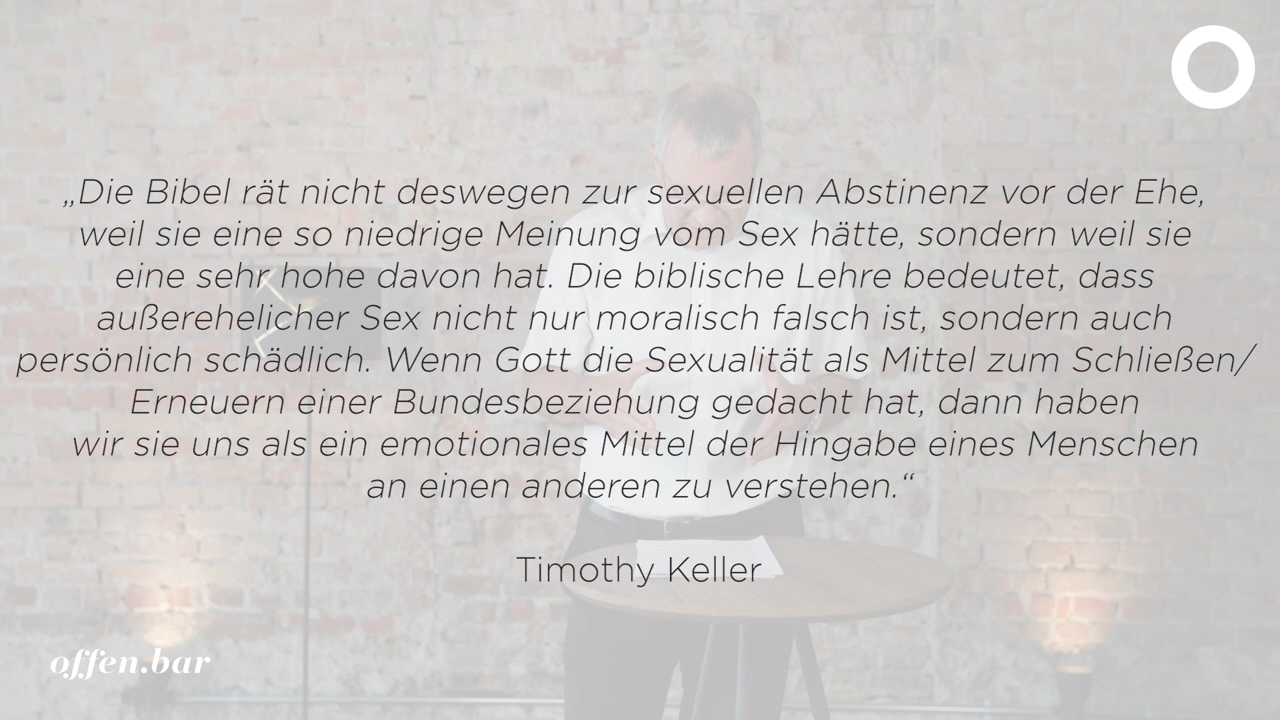 „Die Bibel rät nicht deswegen zur sexuellen Abstinenz vor der Ehe,
weil sie eine so niedrige Meinung vom Sex hätte, sondern weil sie
eine sehr hohe davon hat. Die biblische Lehre bedeutet, dass
außerehelicher Sex nicht nur moralisch falsch ist, sondern auch
persönlich schädlich. Wenn Gott die Sexualität als Mittel zum Schließen/
Erneuern einer Bundesbeziehung gedacht hat, dann haben
wir sie uns als ein emotionales Mittel der Hingabe eines Menschen
an einen anderen zu verstehen.“
Timothy Keller
offen.bar